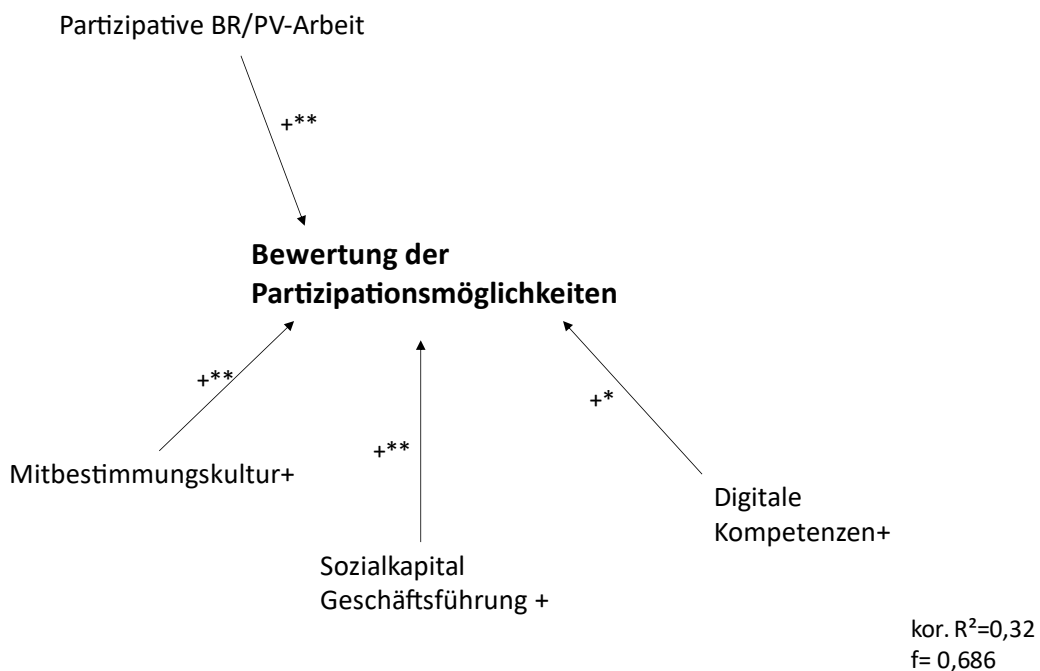 Partizipative BR/PV-Arbeit
+**
Bewertung der
Partizipationsmöglichkeiten
+**
+**
+*
Mitbestimmungskultur+
Sozialkapital
Geschäftsführung +
Digitale
Kompetenzen+
kor. R²=0,32
f= 0,686